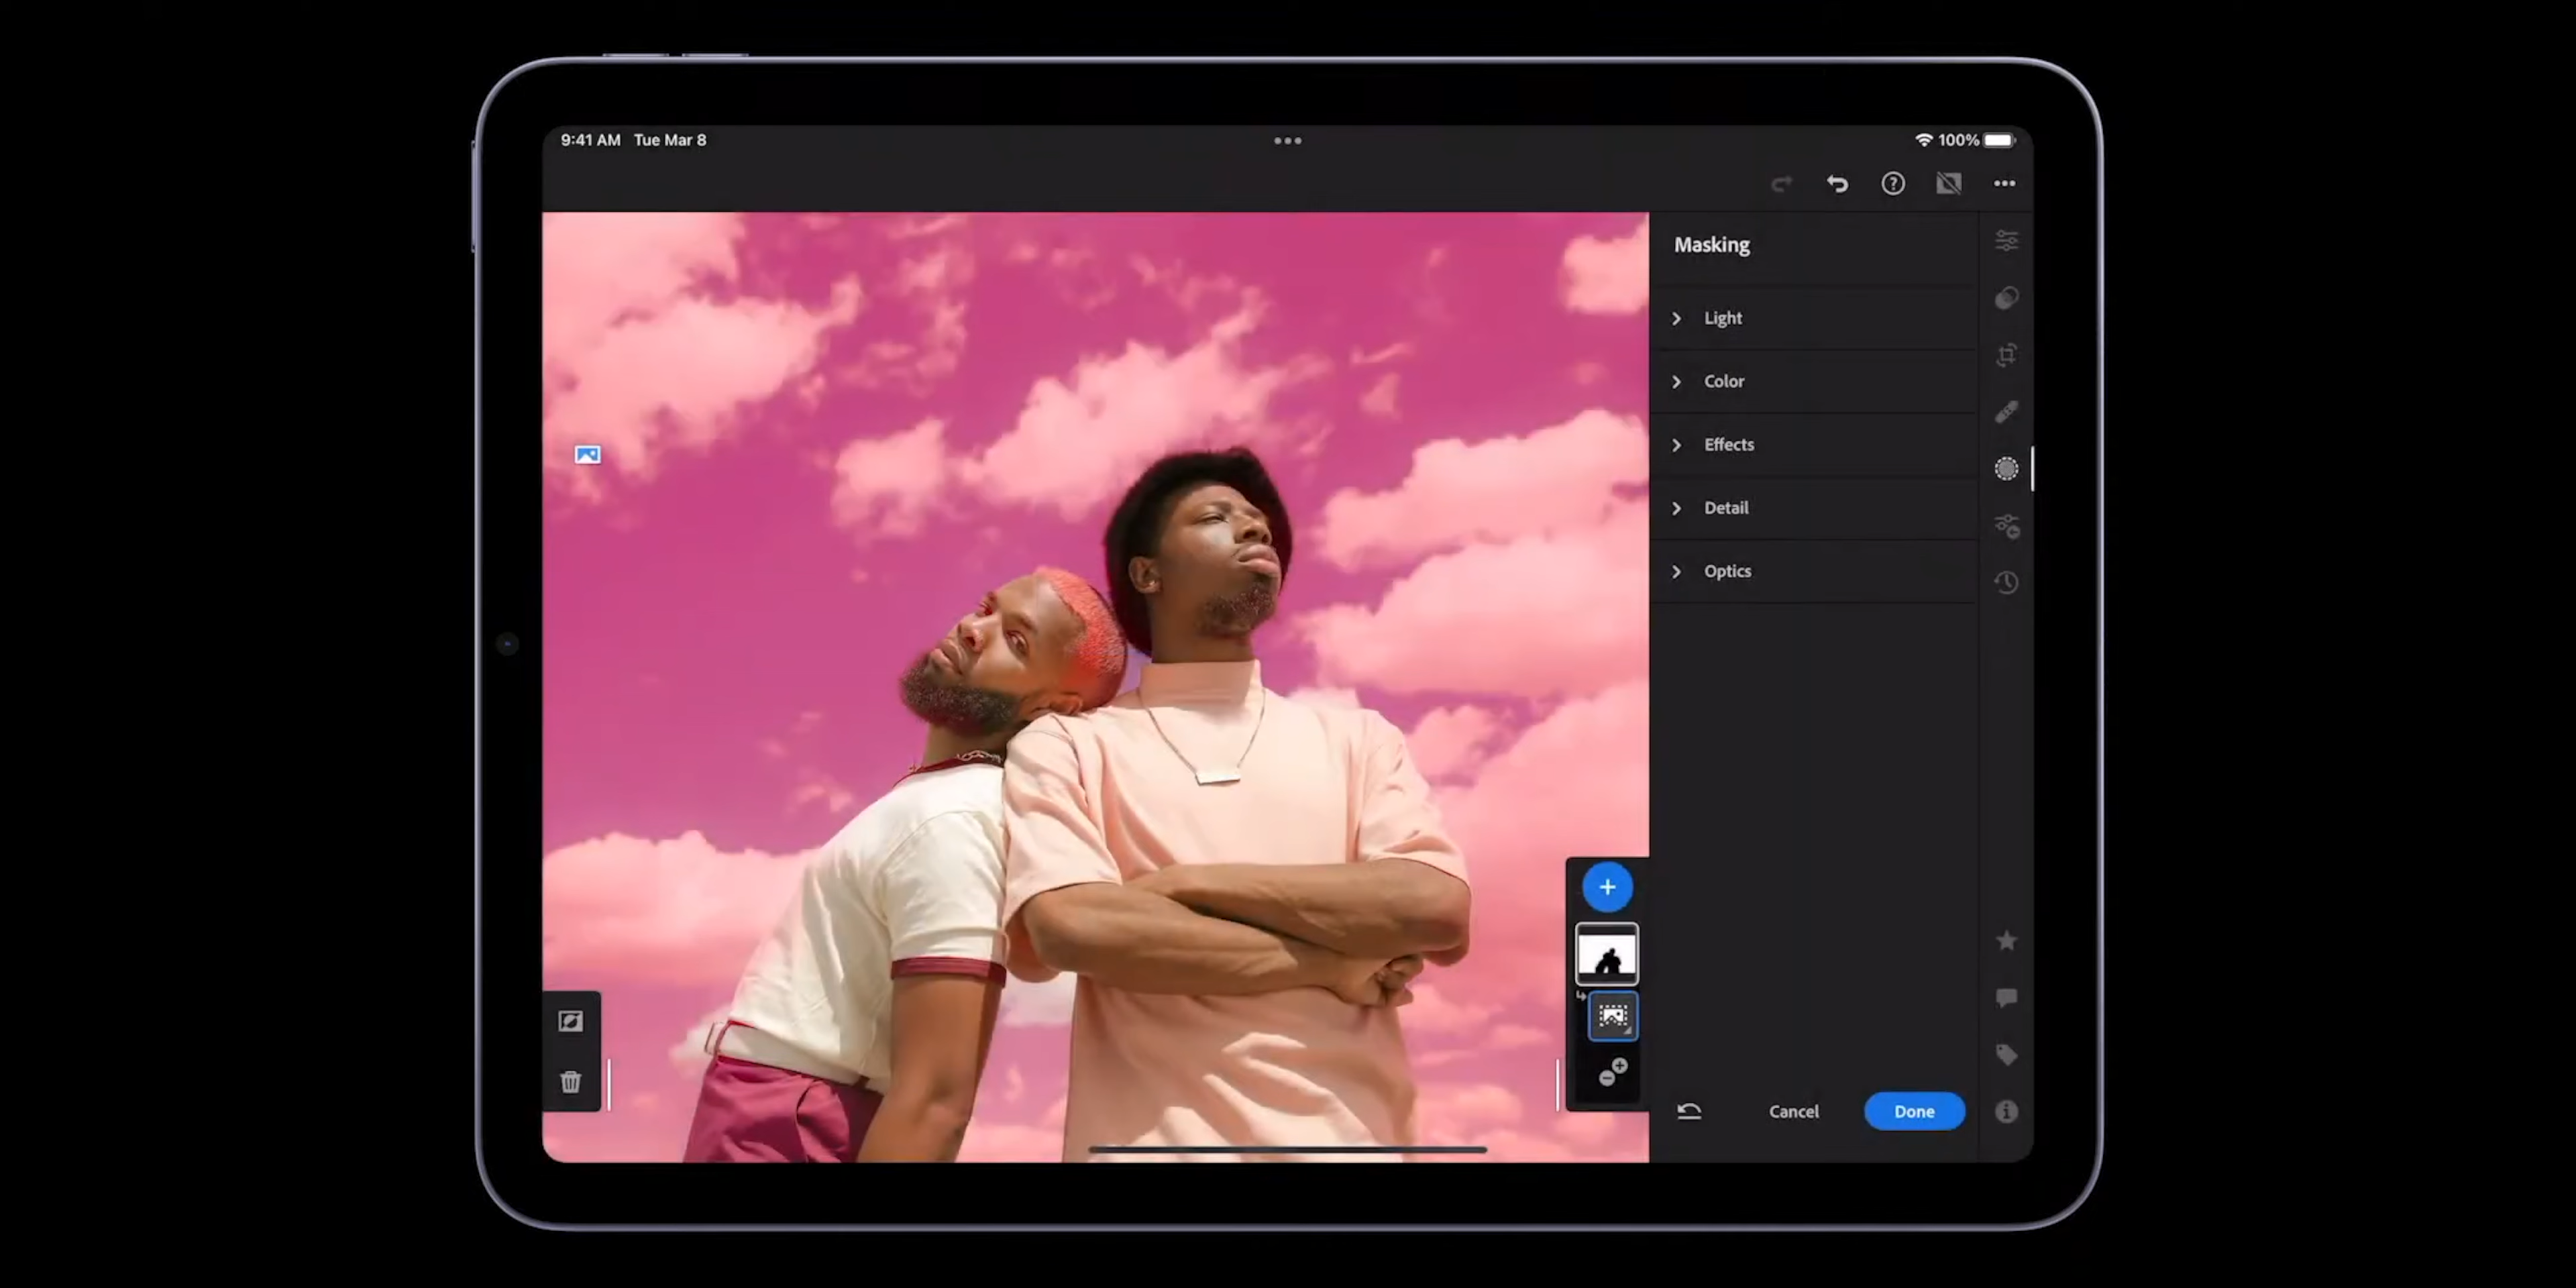 9:41 AM Tue Mar 8
100%
Masking
Light
Color
Effects
Detail
Optics
Cancel
Done